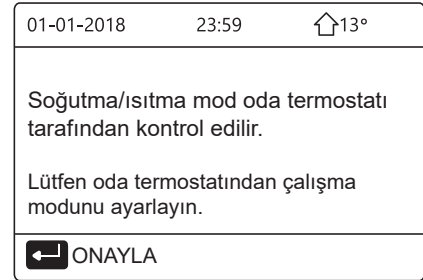 01-01-2018 23:59 13°
Soğutma/ısıtma mod oda termostatı
tarafından kontrol edilir.
Lütfen oda termostatından çalışma
modunu ayarlayın.
ONAYLA